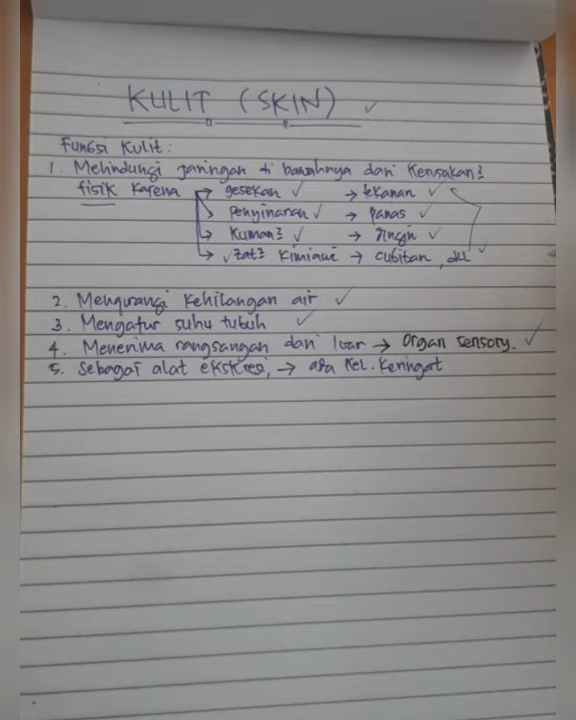 KULIT (SKIN) ✓
Fungsi Kulit :
1. Melindungi jaringan di bawahnya dari Kerusakan²
fisik karena → gesekan ✓ → tekanan ✓
→ Penyinaran ✓ → panas ✓
→ Kuman² ✓ → dingin ✓
→ ✓ zat² kimiawi → cubitan, dll ✓
2. Mengurangi kehilangan air ✓
3. Mengatur suhu tubuh ✓
4. Menerima rangsangan dari luar → organ sensory. ✓
5. Sebagai alat ekskresi, → ada kel. keringat